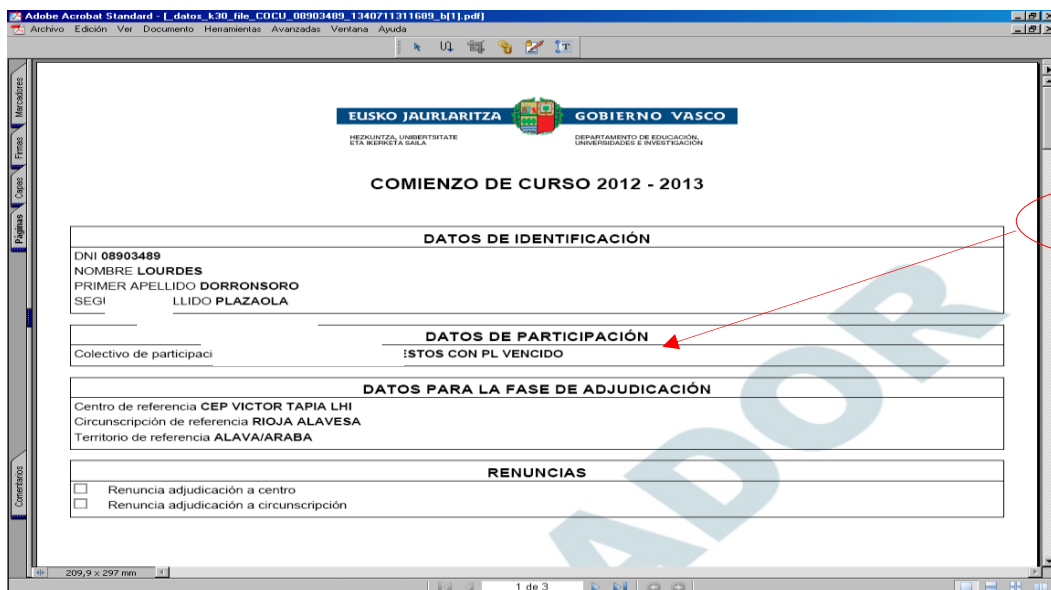 Adobe Acrobat Standard - [_datos_k30_file_COCU_08903489_1340711311689_b[1].pdf]
Archivo Edición Ver Documento Herramientas Avanzadas Ventana Ayuda
Marcadores
Firmas
Capas
Páginas
Comentarios
EUSKO JAURLARITZA GOBIERNO VASCO
HEZKUNTZA, UNIBERTSITATE
ETA IKERKETA SAILA
DEPARTAMENTO DE EDUCACIÓN,
UNIVERSIDADES E INVESTIGACIÓN
COMIENZO DE CURSO 2012 - 2013
DATOS DE IDENTIFICACIÓN
DNI 08903489
NOMBRE LOURDES
PRIMER APELLIDO DORRONSORO
SEGU LLIDO PLAZAOLA
DATOS DE PARTICIPACIÓN
Colectivo de participaci ESTOS CON PL VENCIDO
DATOS PARA LA FASE DE ADJUDICACIÓN
Centro de referencia CEP VICTOR TAPIA LHI
Circunscripción de referencia RIOJA ALAVESA
Territorio de referencia ALAVA/ARABA
RENUNCIAS
Renuncia adjudicación a centro
Renuncia adjudicación a circunscripción
ADOR
209,9 x 297 mm
1 de 3